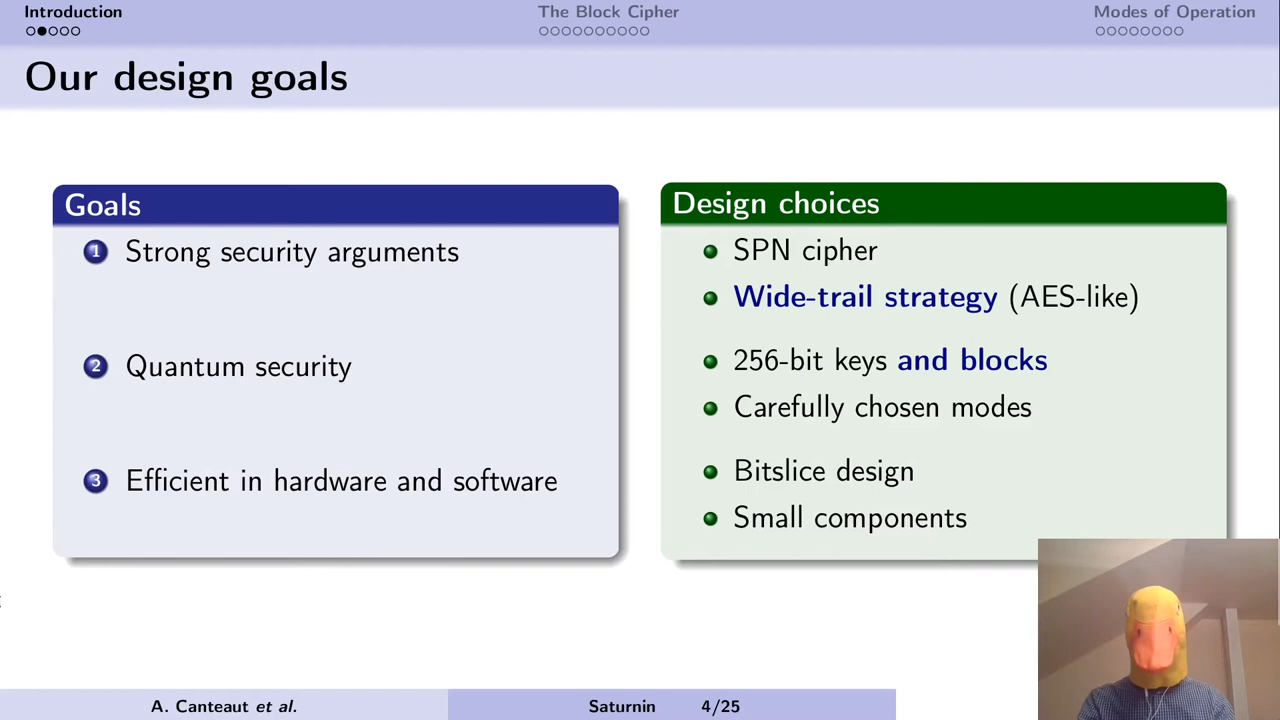 Introduction
The Block Cipher
Modes of Operation
Our design goals
Goals
1 Strong security arguments
2 Quantum security
3 Efficient in hardware and software
Design choices
SPN cipher
Wide-trail strategy (AES-like)
256-bit keys and blocks
Carefully chosen modes
Bitslice design
Small components
A. Canteaut et al.
Saturnin 4/25